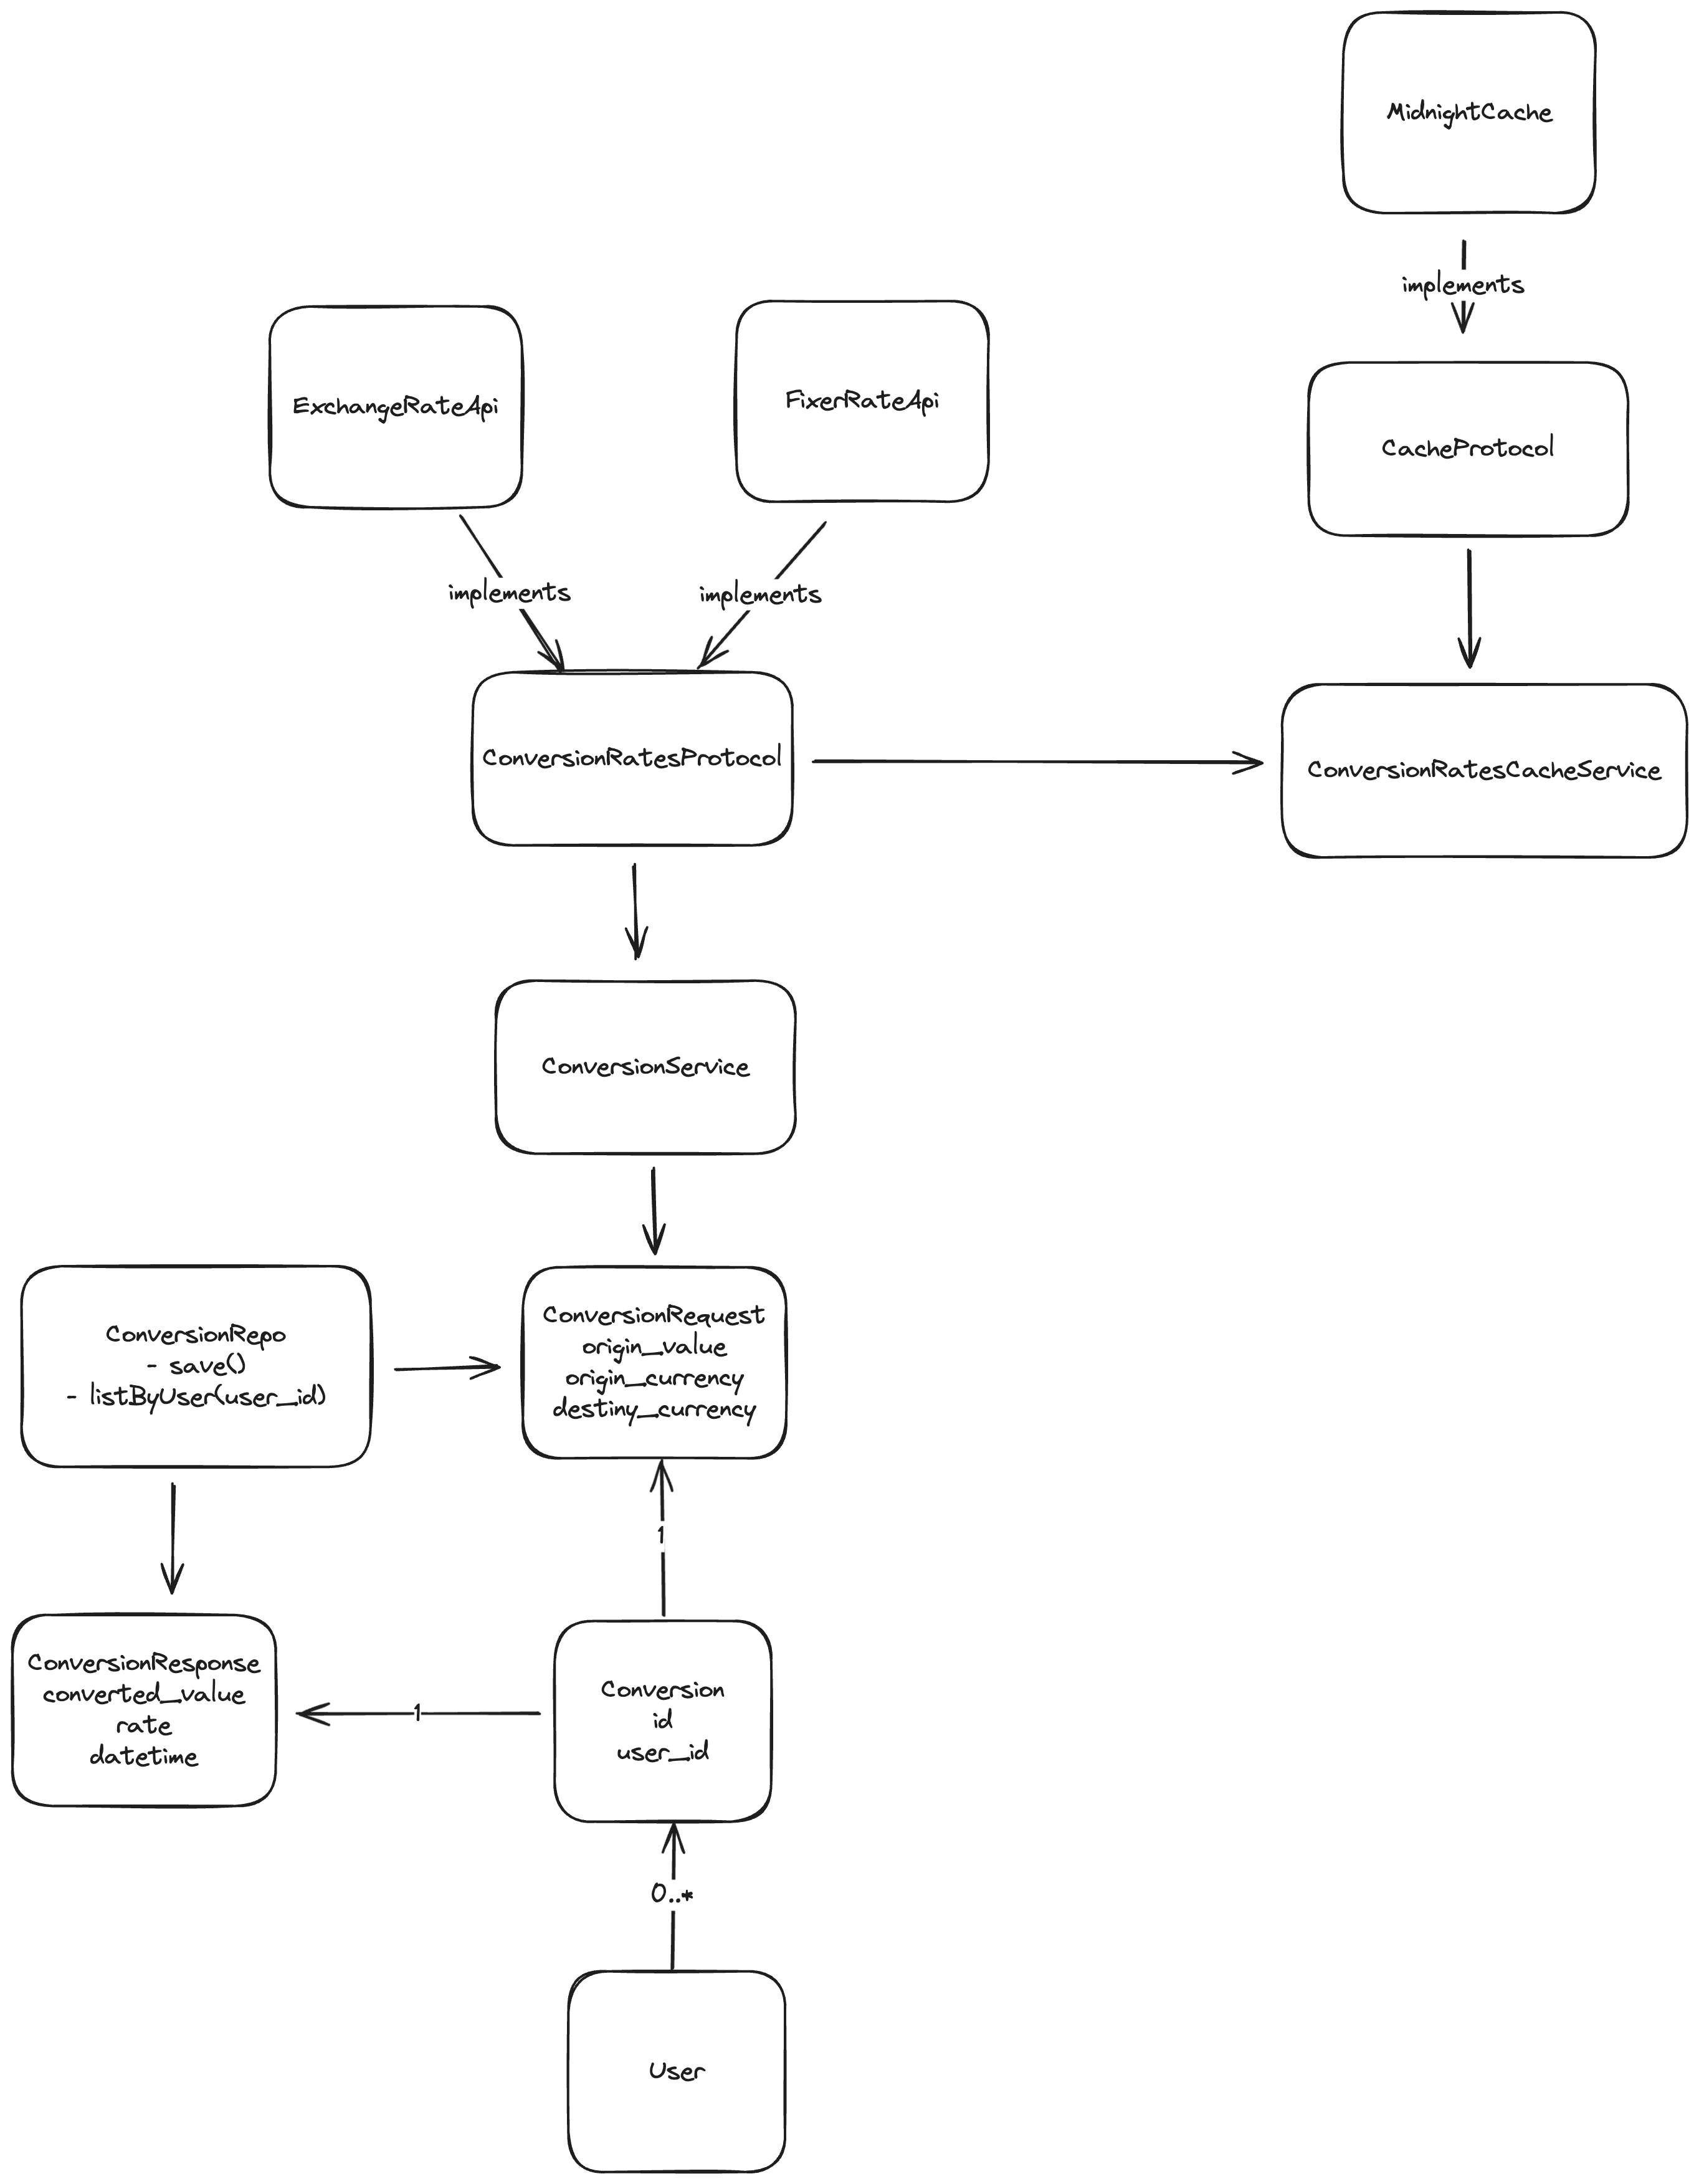 MidnightCache
implements
ExchangeRateApi
FixerRateApi
CacheProtocol
implements
implements
ConversionRatesProtocol
ConversionRatesCacheService
ConversionService
ConversionRepo
- save()
- listByUser(user_id)
ConversionRequest
origin_value
origin_currency
destiny_currency
1
ConversionResponse
converted_value
rate
datetime
1
Conversion
id
user_id
0..*
User